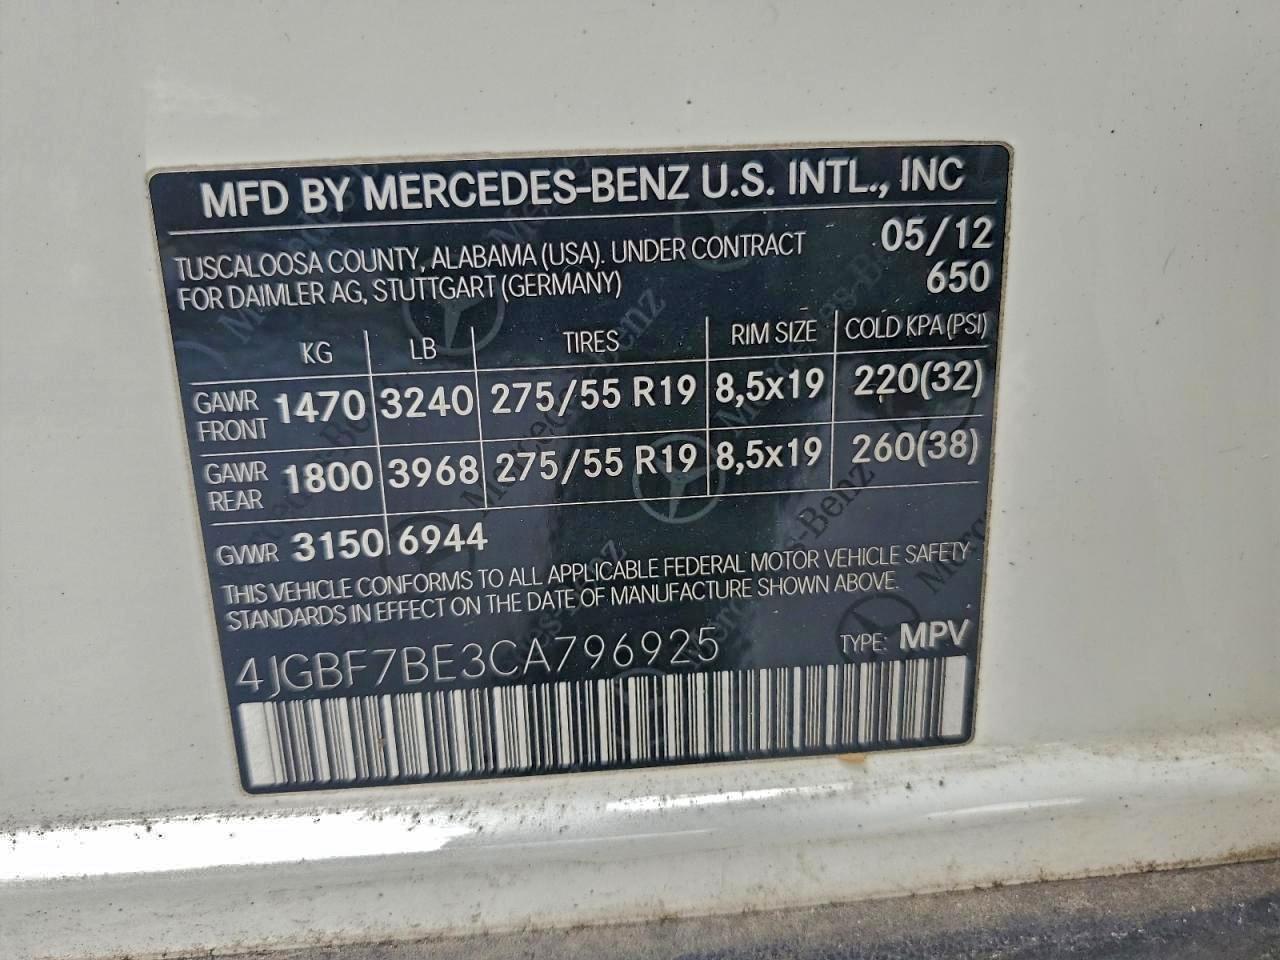 MFD BY MERCEDES-BENZ U.S. INTL., INC
TUSCALOOSA COUNTY, ALABAMA (USA). UNDER CONTRACT 05/12
FOR DAIMLER AG, STUTTGART (GERMANY) 650
KG LB TIRES RIM SIZE COLD KPA (PSI)
GAWR FRONT 1470 3240 275/55 R19 8,5x19 220(32)
GAWR REAR 1800 3968 275/55 R19 8,5x19 260(38)
GVWR 3150 6944
THIS VEHICLE CONFORMS TO ALL APPLICABLE FEDERAL MOTOR VEHICLE SAFETY
STANDARDS IN EFFECT ON THE DATE OF MANUFACTURE SHOWN ABOVE.
4JGBF7BE3CA796925 TYPE: MPV